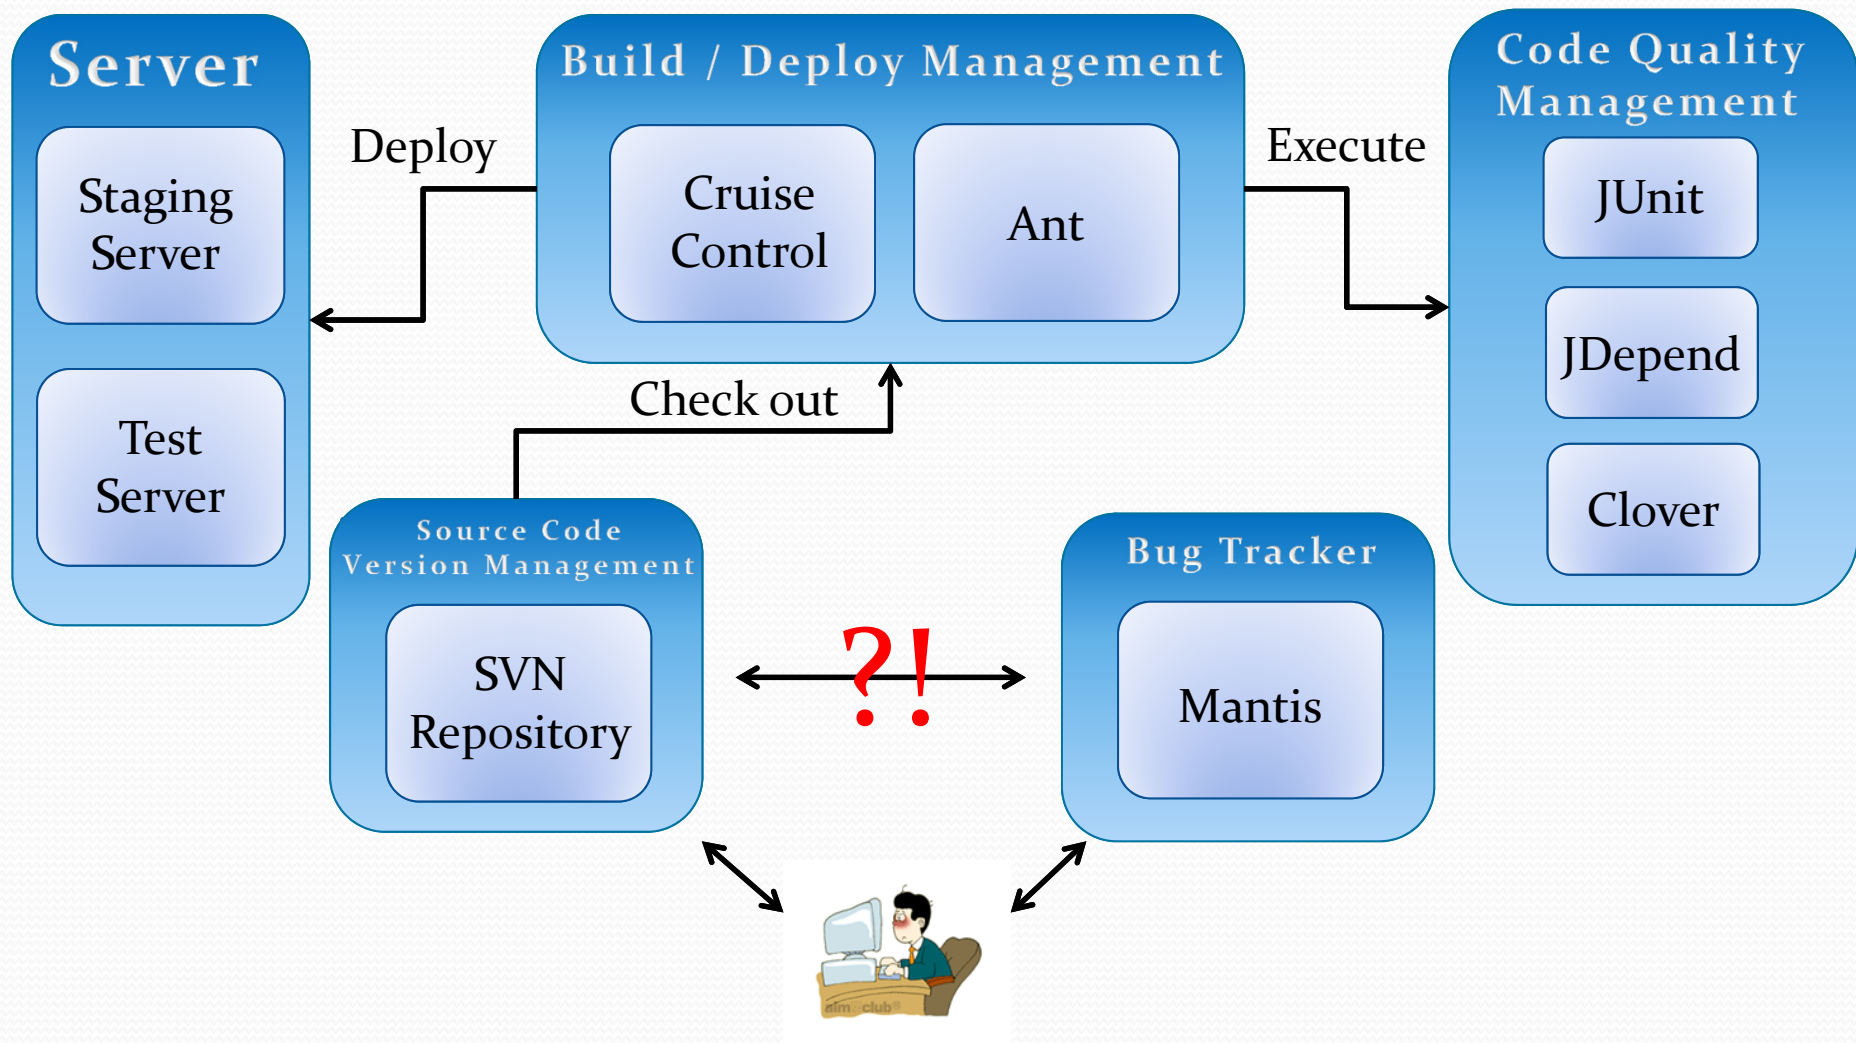 Server
Staging
Server
Test
Server
Deploy
Build / Deploy Management
Cruise
Control
Ant
Execute
Code Quality
Management
JUnit
JDepend
Clover
Check out
Source Code
Version Management
SVN
Repository
?!
Bug Tracker
Mantis